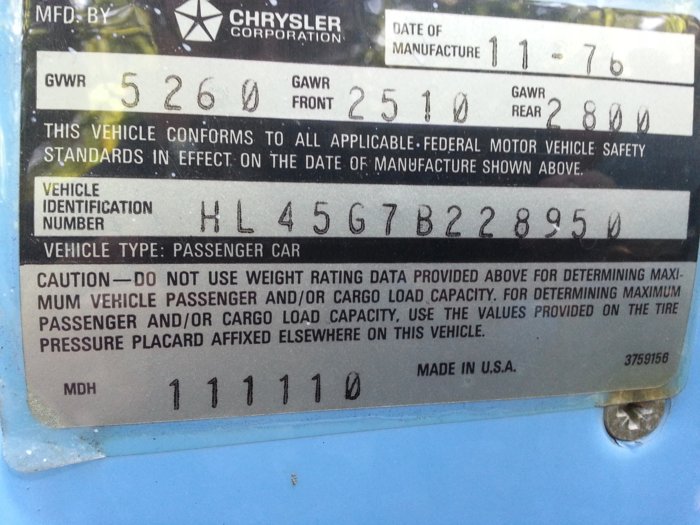 MFD. BY CHRYSLER CORPORATION
DATE OF MANUFACTURE 11-76
GVWR 5260 GAWR FRONT 2510 GAWR REAR 2800
THIS VEHICLE CONFORMS TO ALL APPLICABLE FEDERAL MOTOR VEHICLE SAFETY
STANDARDS IN EFFECT ON THE DATE OF MANUFACTURE SHOWN ABOVE.
VEHICLE
IDENTIFICATION
NUMBER
HL45G7B228950
VEHICLE TYPE: PASSENGER CAR
CAUTION—DO NOT USE WEIGHT RATING DATA PROVIDED ABOVE FOR DETERMINING MAXI-
MUM VEHICLE PASSENGER AND/OR CARGO LOAD CAPACITY. FOR DETERMINING MAXIMUM
PASSENGER AND/OR CARGO LOAD CAPACITY, USE THE VALUES PROVIDED ON THE TIRE
PRESSURE PLACARD AFFIXED ELSEWHERE ON THIS VEHICLE.
MDH 111110 MADE IN U.S.A. 3759156